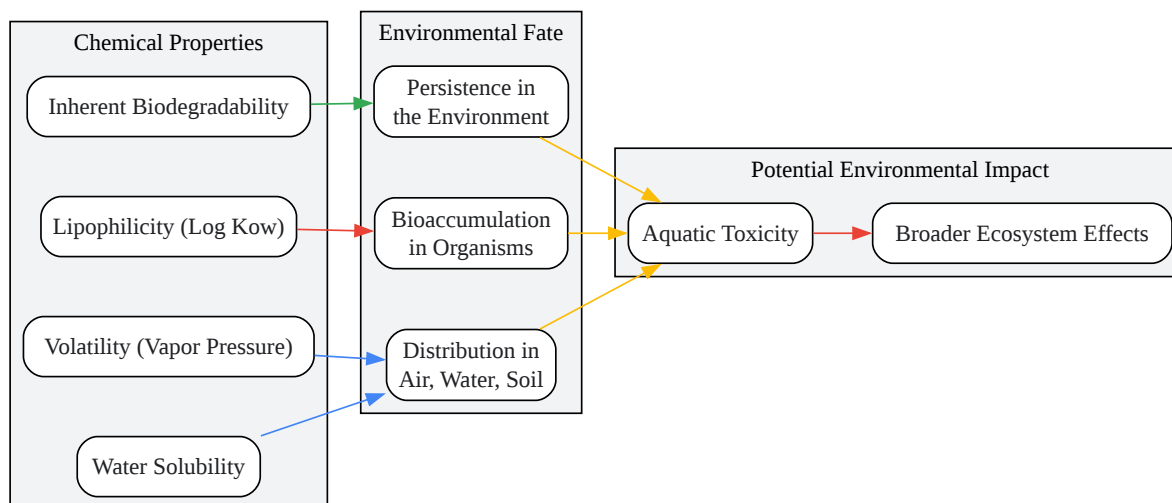 Chemical Properties
Inherent Biodegradability
Lipophilicity (Log Kow)
Volatility (Vapor Pressure)
Water Solubility
Environmental Fate
Persistence in
the Environment
Bioaccumulation
in Organisms
Distribution in
Air, Water, Soil
Potential Environmental Impact
Aquatic Toxicity
Broader Ecosystem Effects